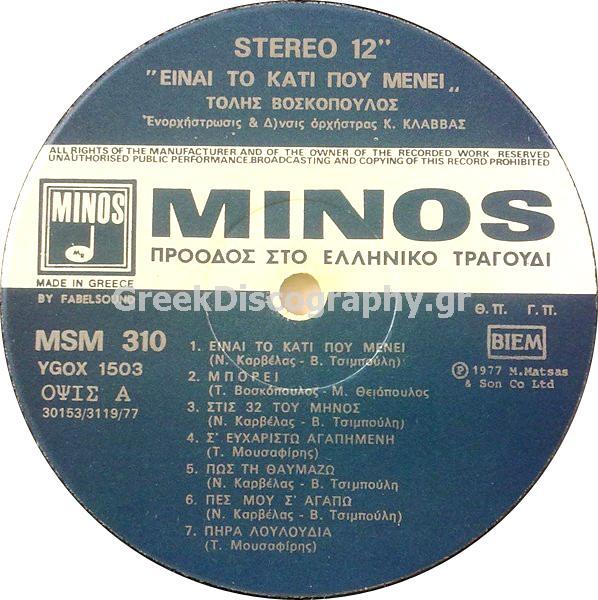 STEREO 12"
"ΕΙΝΑΙ ΤΟ ΚΑΤΙ ΠΟΥ ΜΕΝΕΙ„
ΤΟΛΗΣ ΒΟΣΚΟΠΟΥΛΟΣ
Ἐνορχήστρωσις & Δ)νσις ὀρχήστρας Κ. ΚΛΑΒΒΑΣ
ALL RIGHTS OF THE MANUFACTURER AND OF THE OWNER OF THE RECORDED WORK RESERVED
UNAUTHORISED PUBLIC PERFORMANCE.BROADCASTING AND COPYING OF THIS RECORD PROHIBITED
MINOS
MINOS
ΠΡΟΟΔΟΣ ΣΤΟ ΕΛΛΗΝΙΚΟ ΤΡΑΓΟΥΔΙ
MADE IN GREECE
BY FABELSOUND
GreekDiscography.gr
Θ.Π. Γ.Π.
MSM 310
BIEM
YGOX 1503
ΟΨΙΣ Α
30153/3119/77
Ⓟ 1977 M.Matsas
& Son Co Ltd
1. ΕΙΝΑΙ ΤΟ ΚΑΤΙ ΠΟΥ ΜΕΝΕΙ
(Ν. Καρβέλας - Β. Τσιμπούλη)
2. ΜΠΟΡΕΙ
(Τ. Βοσκόπουλος - Μ. Θειόπουλος
3. ΣΤΙΣ 32 ΤΟΥ ΜΗΝΟΣ
(Ν. Καρβέλας - Β. Τσιμπούλη)
4. Σ' ΕΥΧΑΡΙΣΤΩ ΑΓΑΠΗΜΕΝΗ
(Τ. Μουσαφίρης)
5. ΠΩΣ ΤΗ ΘΑΥΜΑΖΩ
(Ν. Καρβέλας - Β. Τσιμπούλη
6. ΠΕΣ ΜΟΥ Σ' ΑΓΑΠΩ
(Ν. Καρβέλας - Β. Τσιμπούλη)
7. ΠΗΡΑ ΛΟΥΛΟΥΔΙΑ
(Τ. Μουσαφίρης)